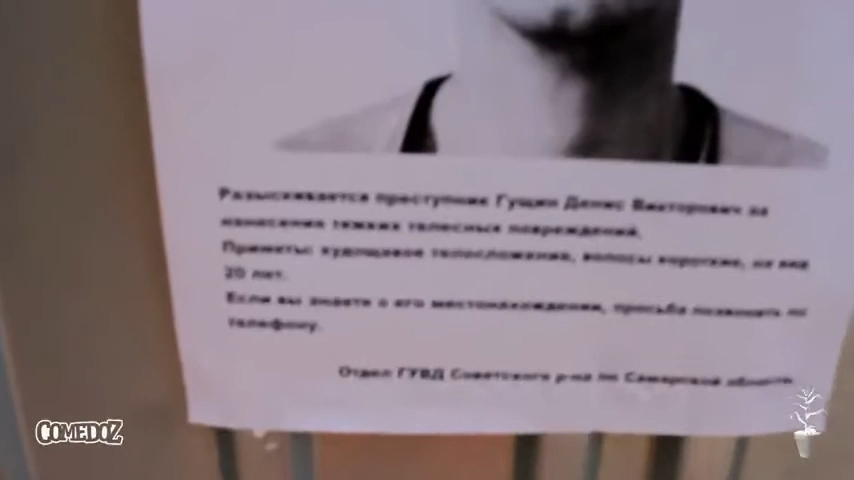 Разыскивается преступник Гущин Денис Викторович за
нанесение тяжких телесных повреждений.
Приметы: худощавое телосложение, волосы короткие, на вид
20 лет.
Если вы знаете о его местонахождении, просьба позвонить по
телефону.
Отдел ГУВД Советского р-на по Самарской области.
COMEDOZ